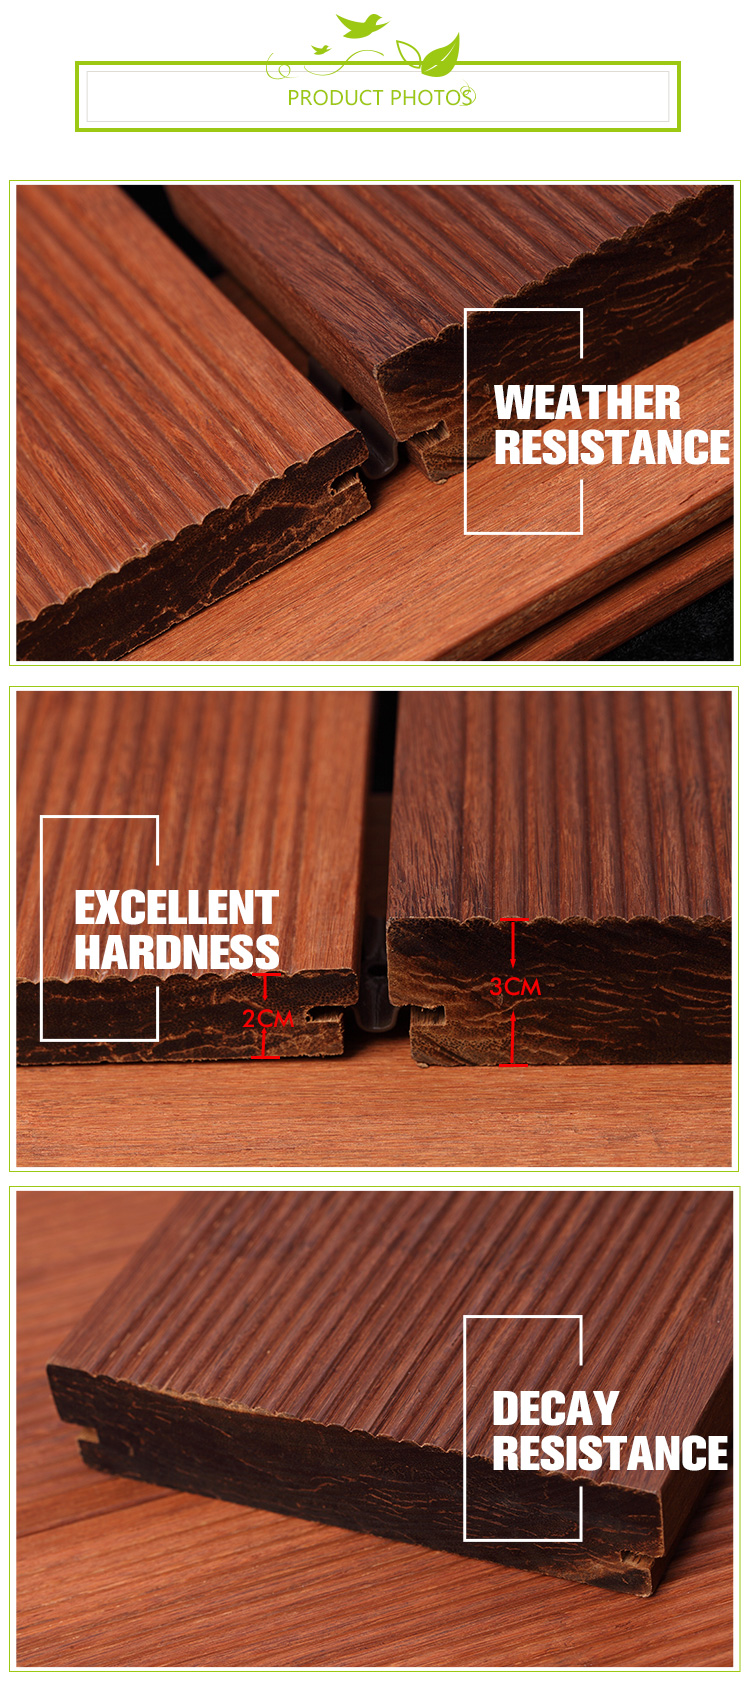 PRODUCT PHOTOS
WEATHER
RESISTANCE
EXCELLENT
HARDNESS
3CM
2CM
DECAY
RESISTANCE